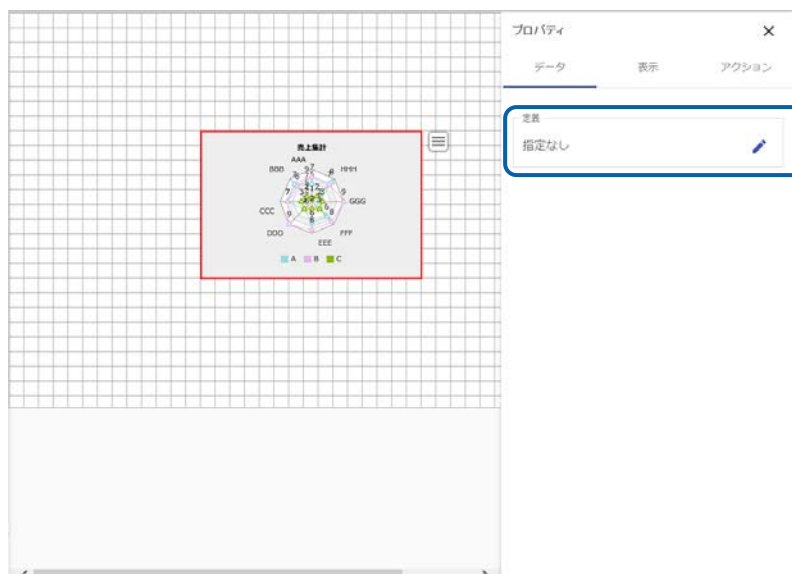 プロパティ
データ 表示 アクション
定義
指定なし
売上集計
AAA
BBB
HHH
CCC
GGG
DDD
FFF
EEE
A B C